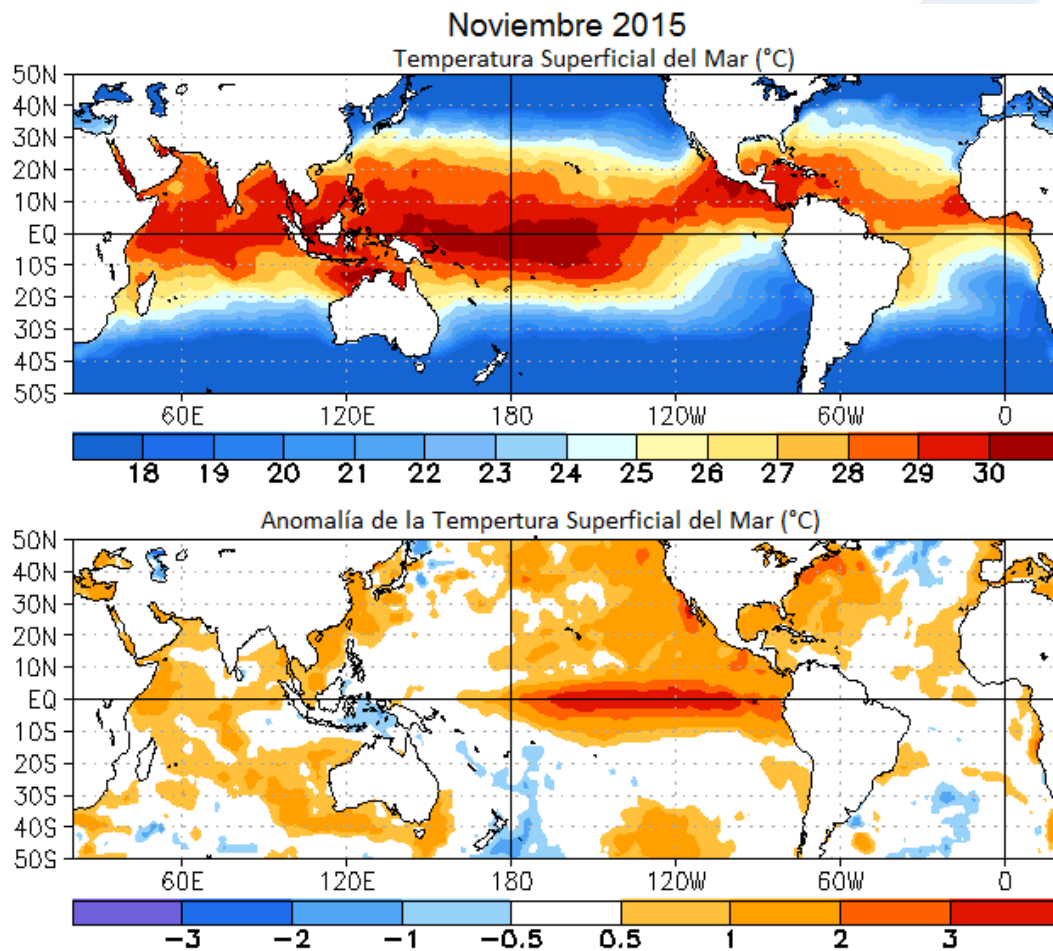 Noviembre 2015
Temperatura Superficial del Mar (°C)
50N
40N
30N
20N
10N
EQ
10S
20S
30S
40S
50S
60E 120E 180 120W 60W 0
18 19 20 21 22 23 24 25 26 27 28 29 30
Anomalía de la Tempertura Superficial del Mar (°C)
50N
40N
30N
20N
10N
EQ
10S
20S
30S
40S
50S
60E 120E 180 120W 60W 0
-3 -2 -1 -0.5 0.5 1 2 3